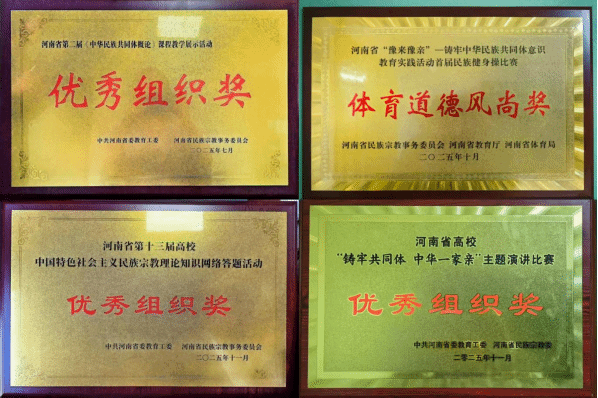 河南省第二届《中华民族共同体概论》课程教学展示活动
优秀组织奖
中共河南省委教育工委 河南省民族宗教事务委员会
二〇二五年七月
河南省“豫来豫亲”—铸牢中华民族共同体意识
教育实践活动首届民族健身操比赛
体育道德风尚奖
河南省民族宗教事务委员会 河南省教育厅 河南省体育局
二〇二五年十月
河南省第十三届高校
中国特色社会主义民族宗教理论知识网络答题活动
优秀组织奖
中共河南省委教育工委 河南省民族宗教事务委员会
二〇二五年十一月
河南省高校
“铸牢共同体 中华一家亲”主题演讲比赛
优秀组织奖
中共河南省委教育工委 河南省民族宗教委
二零二五年十一月